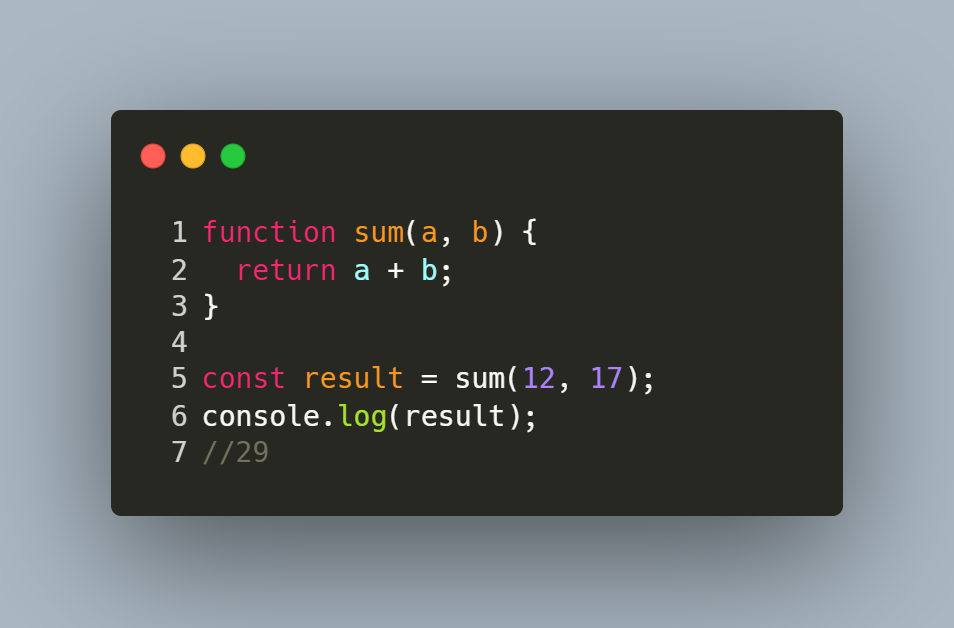 1 function sum(a, b) {
2   return a + b;
3 }
4
5 const result = sum(12, 17);
6 console.log(result);
7 //29